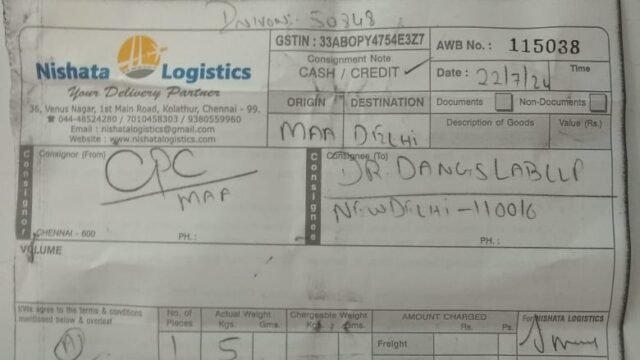 50848
Nishata Logistics
Your Delivery Partner
36, Venus Nagar, 1st Main Road, Kolathur, Chennai - 99.
☎ 044-48524280 / 7010458303 / 9380559960
Email : nishatalogistics@gmail.com
Website : www.nishatalogistics.com
GSTIN : 33ABOPY4754E3Z7
Consignment Note
CASH / CREDIT ✓
AWB No. : 115038
Date : 22/7/24 Time
ORIGIN DESTINATION
MAA DELHI
Documents Non-Documents
Description of Goods Value (Rs.)
Consignor
Consignor (From)
CPC
MAA
CHENNAI - 600 PH. :
Consignee
Consignee (To)
DR. DANGS LAB LLP
NEW DELHI - 110016
PH. :
VOLUME
I/We agree to the terms & conditions
mentioned below & overleaf
No. of
Pieces
1
Actual Weight
Kgs. Gms.
5
Chargeable Weight
Kgs. Gms.
AMOUNT CHARGED
Rs. Ps.
Freight
For NISHATA LOGISTICS